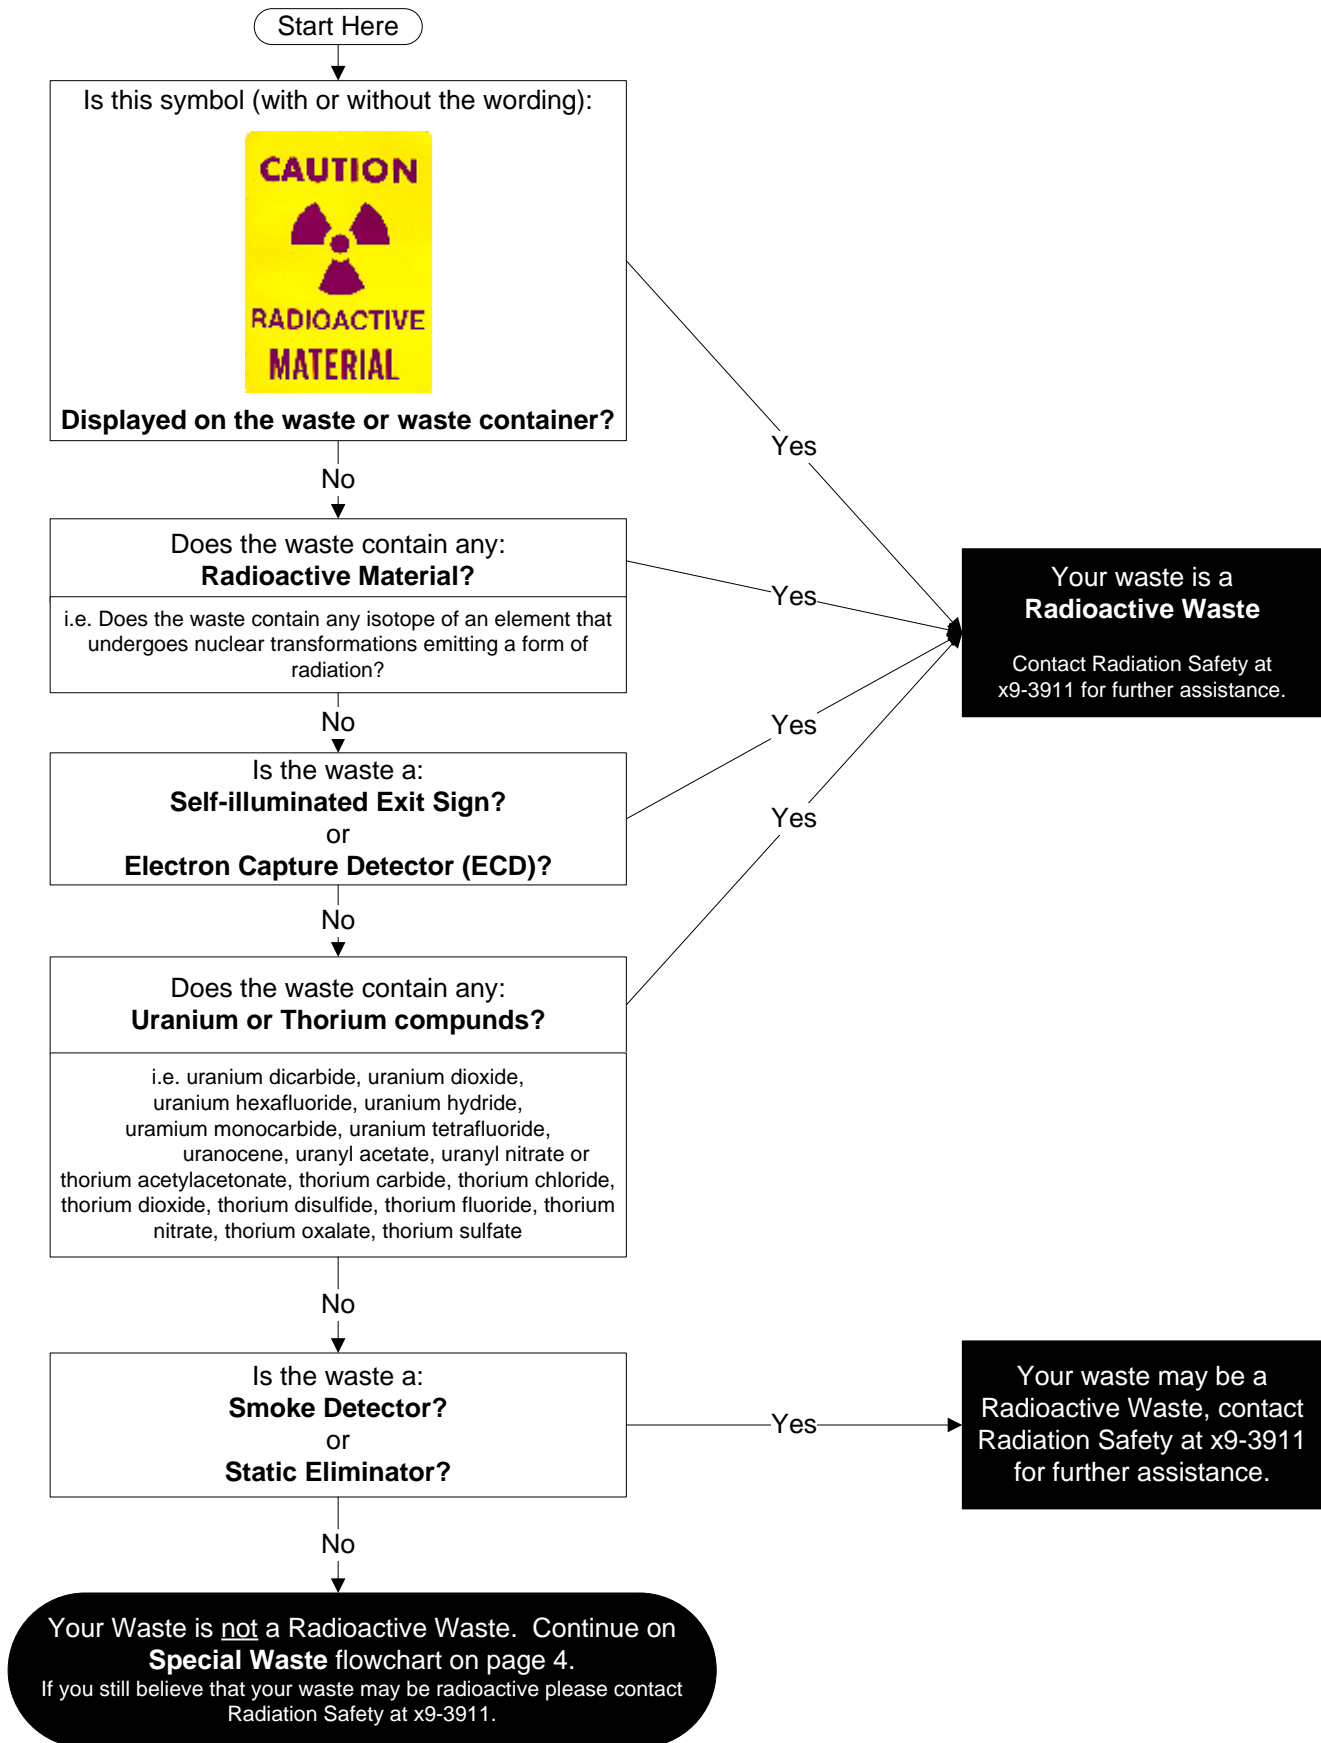 Start Here
Is this symbol (with or without the wording):
CAUTION
RADIOACTIVE
MATERIAL
Displayed on the waste or waste container?
Yes
No
Does the waste contain any:
Radioactive Material?
i.e. Does the waste contain any isotope of an element that
undergoes nuclear transformations emitting a form of
radiation?
Yes
Your waste is a
Radioactive Waste
Contact Radiation Safety at
x9-3911 for further assistance.
No
Is the waste a:
Self-illuminated Exit Sign?
or
Electron Capture Detector (ECD)?
Yes
No
Does the waste contain any:
Uranium or Thorium compunds?
i.e. uranium dicarbide, uranium dioxide,
uranium hexafluoride, uranium hydride,
uramium monocarbide, uranium tetrafluoride,
uranocene, uranyl acetate, uranyl nitrate or
thorium acetylacetonate, thorium carbide, thorium chloride,
thorium dioxide, thorium disulfide, thorium fluoride, thorium
nitrate, thorium oxalate, thorium sulfate
Yes
No
Is the waste a:
Smoke Detector?
or
Static Eliminator?
Yes
Your waste may be a
Radioactive Waste, contact
Radiation Safety at x9-3911
for further assistance.
No
Your Waste is not a Radioactive Waste.  Continue on
Special Waste flowchart on page 4.
If you still believe that your waste may be radioactive please contact
Radiation Safety at x9-3911.